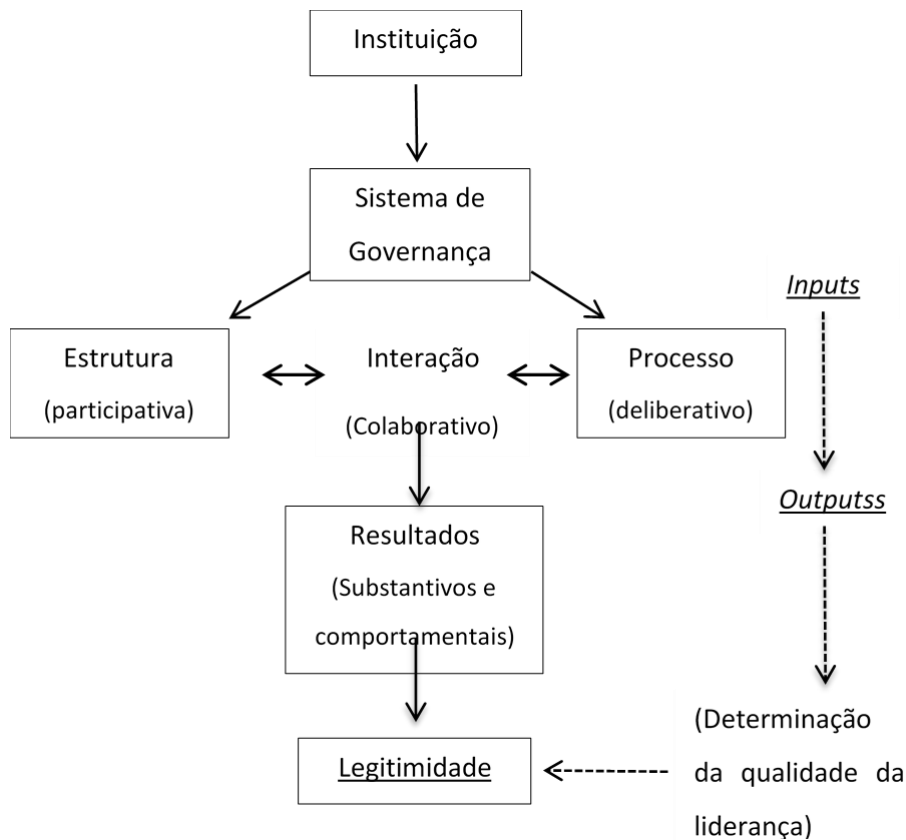 Instituição
Sistema de
Governança
Inputs
Estrutura
(participativa)
Interação
(Colaborativo)
Processo
(deliberativo)
Outputss
Resultados
(Substantivos e
comportamentais)
Legitimidade
(Determinação
da qualidade da
liderança)